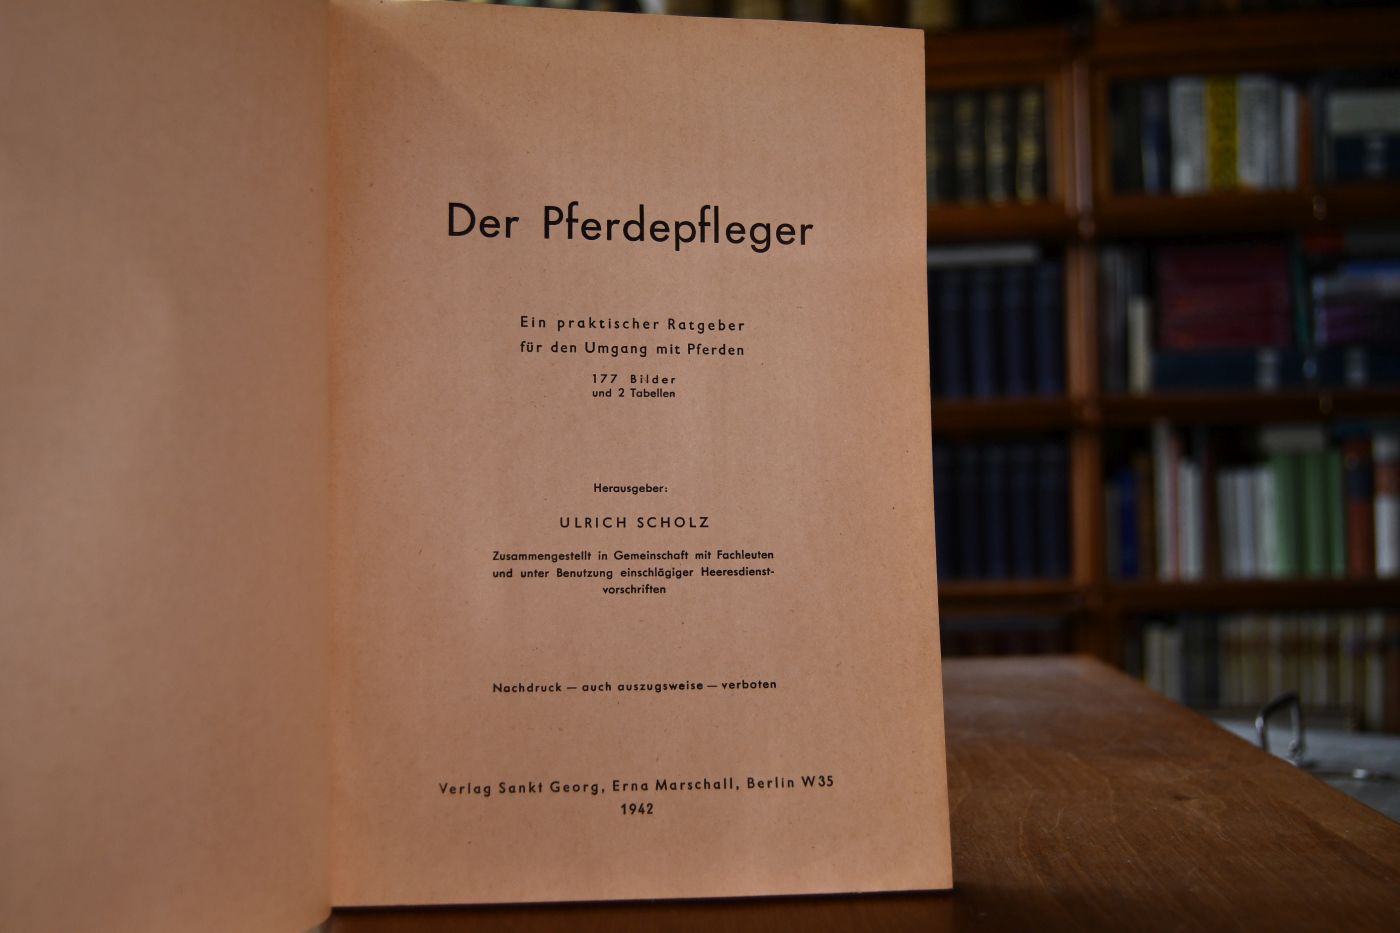 Der Pferdepfleger
Ein praktischer Ratgeber
für den Umgang mit Pferden
177 Bilder
und 2 Tabellen
Herausgeber:
ULRICH SCHOLZ
Zusammengestellt in Gemeinschaft mit Fachleuten
und unter Benutzung einschlägiger Heeresdienst-
vorschriften
Nachdruck — auch auszugsweise — verboten
Verlag Sankt Georg, Erna Marschall, Berlin W35
1942